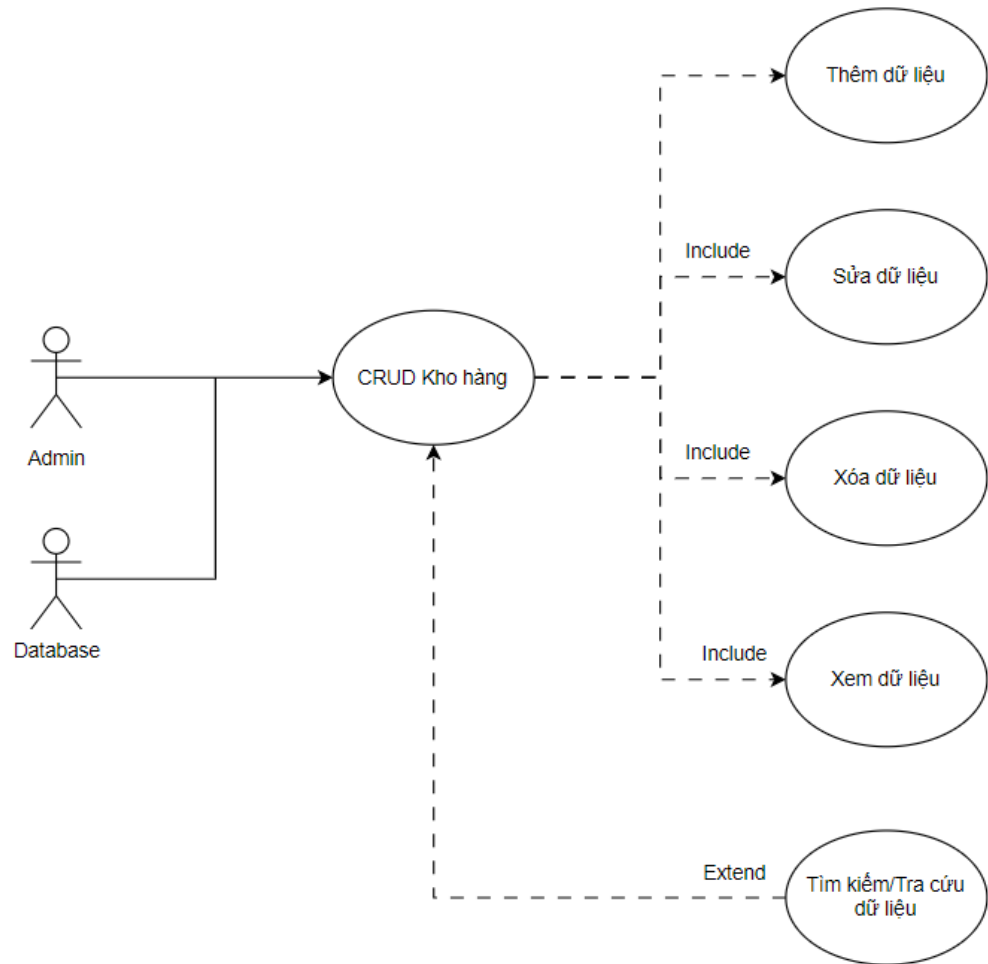 Thêm dữ liệu
Include
Sửa dữ liệu
CRUD Kho hàng
Admin
Include
Xóa dữ liệu
Database
Include
Xem dữ liệu
Extend
Tìm kiếm/Tra cứu
dữ liệu